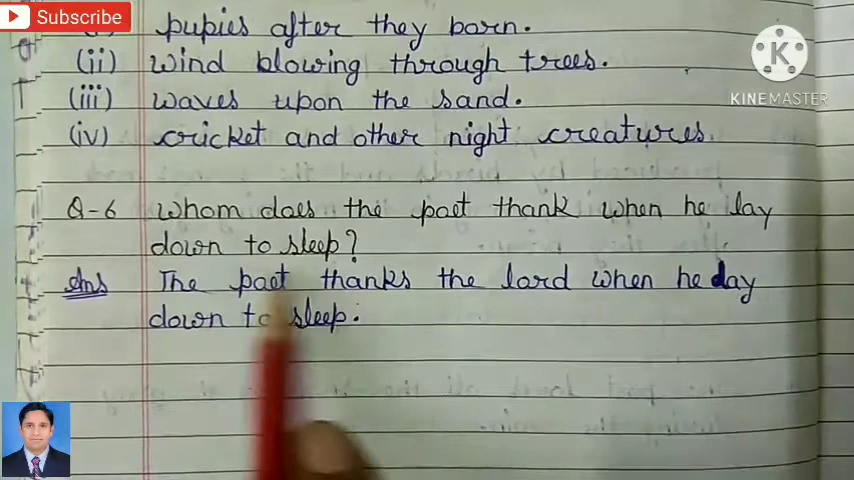 Subscribe
pupies after they born.
(ii) wind blowing through trees.
(iii) waves upon the sand.
(iv) cricket and other night creatures.
KINEMASTER
Q-6 whom does the poet thank when he lay
down to sleep?
Ans The poet thanks the lord when he lay
down to sleep.